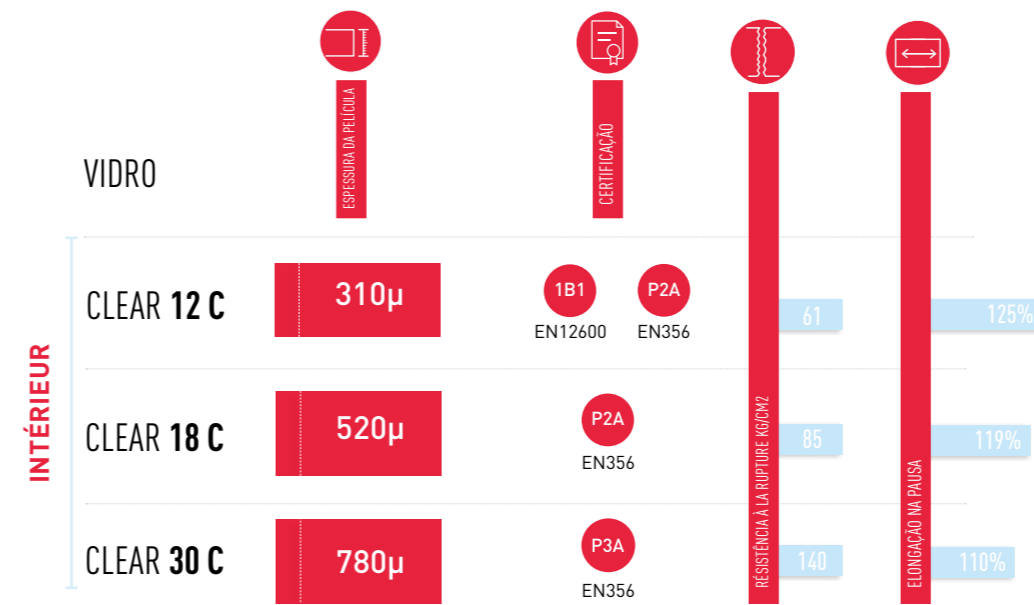 ESPESSURA DA PELÍCULA
CERTIFICAÇÃO
RÉSISTÊNCIA À LA RUPTURE KG/CM2
ELONGAÇÃO NA PAUSA
VIDRO
INTÉRIEUR
CLEAR 12 C
310µ
1B1
EN12600
P2A
EN356
61
125%
CLEAR 18 C
520µ
P2A
EN356
85
119%
CLEAR 30 C
780µ
P3A
EN356
140
110%